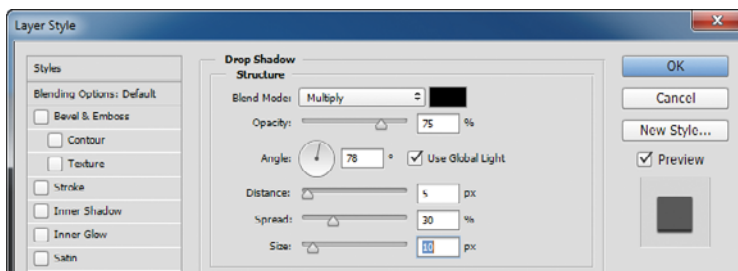 Layer Style
Styles
Blending Options: Default
Bevel & Emboss
Contour
Texture
Stroke
Inner Shadow
Inner Glow
Satin
Drop Shadow
Structure
Blend Mode: Multiply
Opacity: 75 %
Angle: 78 ° Use Global Light
Distance: 5 px
Spread: 30 %
Size: 10 px
OK
Cancel
New Style...
Preview